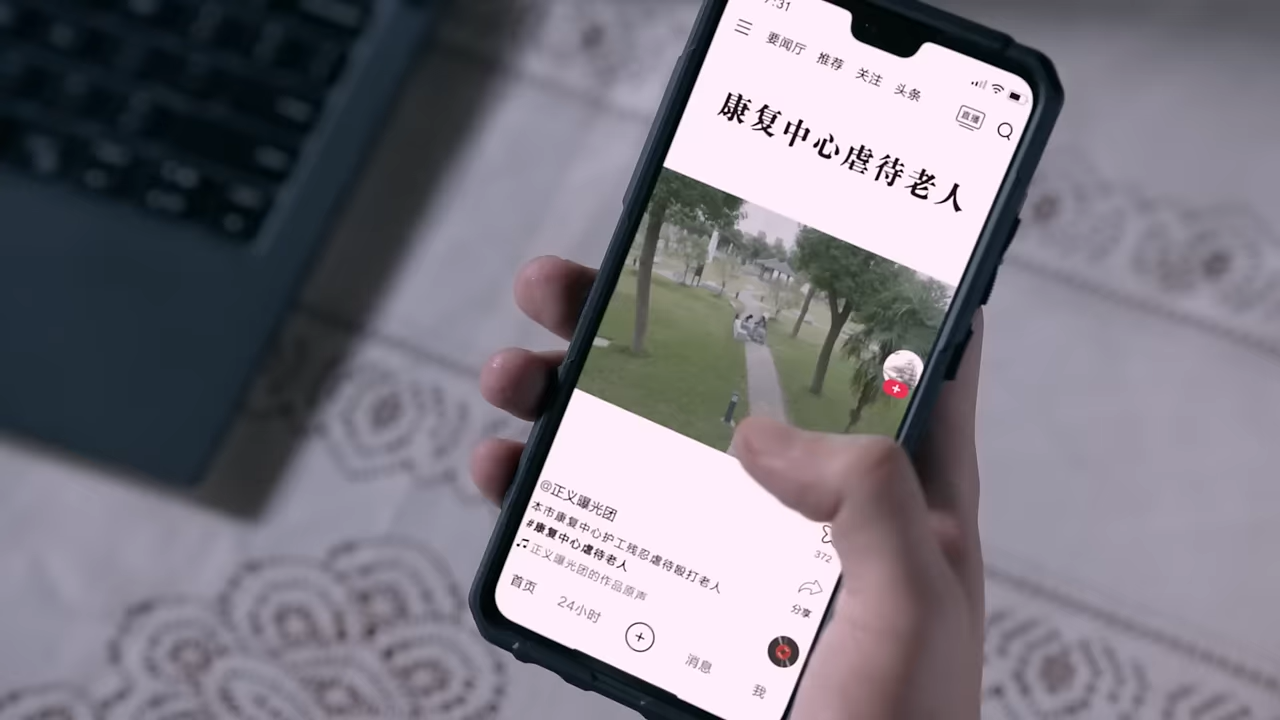 7:31
要闻厅 推荐 关注 头条
直播
康复中心虐待老人
@正义曝光团
本市康复中心护工残忍虐待殴打老人
#康复中心虐待老人
正义曝光团的作品原声
372
分享
首页 24小时 消息 我